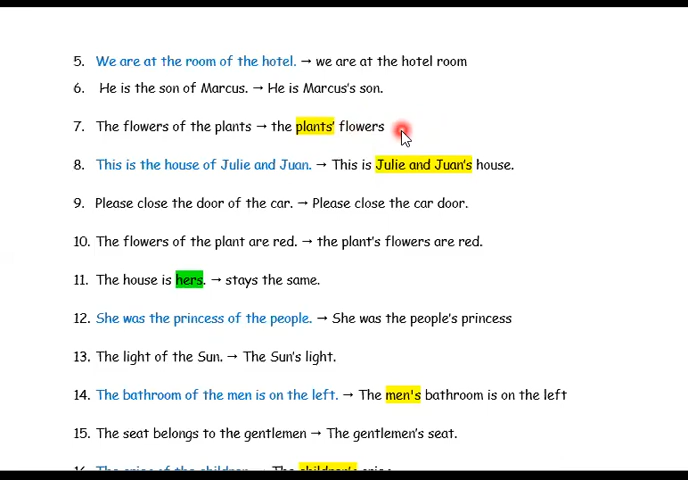 5. We are at the room of the hotel. → we are at the hotel room
6. He is the son of Marcus. → He is Marcus's son.
7. The flowers of the plants → the plants' flowers
8. This is the house of Julie and Juan. → This is Julie and Juan's house.
9. Please close the door of the car. → Please close the car door.
10. The flowers of the plant are red. → the plant's flowers are red.
11. The house is hers. → stays the same.
12. She was the princess of the people. → She was the people's princess
13. The light of the Sun. → The Sun's light.
14. The bathroom of the men is on the left. → The men's bathroom is on the left
15. The seat belongs to the gentlemen → The gentlemen's seat.